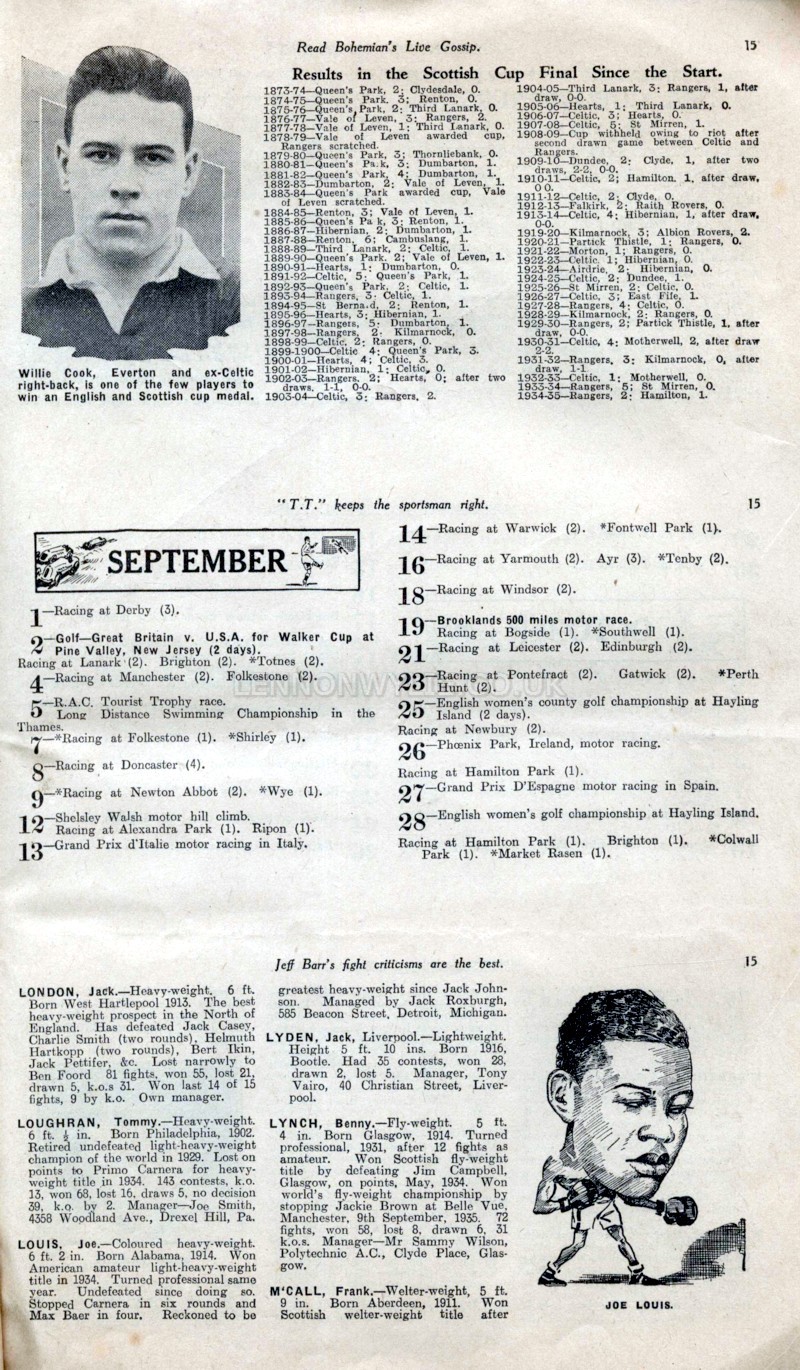 Read Bohemian's Live Gossip.
15
Results in the Scottish Cup Final Since the Start.
1873-74—Queen's Park, 2; Clydesdale, 0.
1874-75—Queen's Park, 3; Renton, 0.
1875-76—Queen's Park, 2; Third Lanark, 0.
1876-77—Vale of Leven, 3; Rangers, 2.
1877-78—Vale of Leven, 1; Third Lanark, 0.
1878-79—Vale of Leven awarded cup,
Rangers scratched.
1879-80—Queen's Park, 3; Thornliebank, 0.
1880-81—Queen's Pa.k, 3; Dumbarton, 1.
1881-82—Queen's Park, 4; Dumbarton, 1.
1882-83—Dumbarton, 2; Vale of Leven, 1.
1883-84—Queen's Park awarded cup, Vale
of Leven scratched.
1884-85—Renton, 3; Vale of Leven, 1.
1885-86—Queen's Pa k, 3; Renton, 1.
1886-87—Hibernian, 2; Dumbarton, 1.
1887-88—Renton, 6; Cambuslang, 1.
1888-89—Third Lanark, 2; Celtic, 1.
1889-90—Queen's Park, 2; Vale of Leven, 1.
1890-91—Hearts, 1; Dumbarton, 0.
1891-92—Celtic, 5; Queen's Park, 1.
1892-93—Queen's Park, 2; Celtic, 1.
1893-94—Rangers, 3; Celtic, 1.
1894-95—St Berna.d, 2; Renton, 1.
1895-96—Hearts, 3; Hibernian, 1.
1896-97—Rangers, 5; Dumbarton, 1.
1897-98—Rangers, 2; Kilmarnock, 0.
1898-99—Celtic, 2; Rangers, 0.
1899-1900—Celtic 4; Queen's Park, 3.
1900-01—Hearts, 4; Celtic, 3.
1901-02—Hibernian, 1; Celtic, 0.
1902-03—Rangers, 2; Hearts, 0; after two
draws, 1-1, 0-0.
1903-04—Celtic, 3; Rangers, 2.
1904-05—Third Lanark, 3; Rangers, 1, after
draw, 0-0.
1905-06—Hearts, 1; Third Lanark, 0.
1906-07—Celtic, 3; Hearts, 0.
1907-08—Celtic, 5; St Mirren, 1.
1908-09—Cup withheld owing to riot after
second drawn game between Celtic and
Rangers.
1909-10—Dundee, 2; Clyde, 1, after two
draws, 2-2, 0-0.
1910-11—Celtic, 2; Hamilton, 1, after draw,
0 0.
1911-12—Celtic, 2; Clyde, 0.
1912-13—Falkirk, 2; Raith Rovers, 0.
1913-14—Celtic, 4; Hibernian, 1, after draw,
0-0.
1919-20—Kilmarnock, 3; Albion Rovers, 2.
1920-21—Partick Thistle, 1; Rangers, 0.
1921-22—Morton, 1; Rangers, 0.
1922-23—Celtic, 1; Hibernian, 0.
1923-24—Airdrie, 2; Hibernian, 0.
1924-25—Celtic, 2; Dundee, 1.
1925-26—St Mirren, 2; Celtic, 0.
1926-27—Celtic, 3; East Fife, 1.
1927-28—Rangers, 4; Celtic, 0.
1928-29—Kilmarnock, 2; Rangers, 0.
1929-30—Rangers, 2; Partick Thistle, 1, after
draw, 0-0.
1930-31—Celtic, 4; Motherwell, 2, after draw
2-2.
1931-32—Rangers, 3; Kilmarnock, 0, after
draw, 1-1
1932-33—Celtic, 1; Motherwell, 0.
1933-34—Rangers, 5; St Mirren, 0.
1934-35—Rangers, 2; Hamilton, 1.
Willie Cook, Everton and ex-Celtic
right-back, is one of the few players to
win an English and Scottish cup medal.
"T.T." keeps the sportsman right.
15
SEPTEMBER
1—Racing at Derby (3).
2—Golf—Great Britain v. U.S.A. for Walker Cup at
Pine Valley, New Jersey (2 days).
Racing at Lanark (2). Brighton (2). *Totnes (2).
4—Racing at Manchester (2). Folkestone (2).
5—R.A.C. Tourist Trophy race.
Long Distance Swimming Championship in the
Thames.
7—*Racing at Folkestone (1). *Shirley (1).
8—Racing at Doncaster (4).
9—*Racing at Newton Abbot (2). *Wye (1).
12—Shelsley Walsh motor hill climb.
Racing at Alexandra Park (1). Ripon (1).
13—Grand Prix d'Italie motor racing in Italy.
14—Racing at Warwick (2). *Fontwell Park (1).
16—Racing at Yarmouth (2). Ayr (3). *Tenby (2).
18—Racing at Windsor (2).
19—Brooklands 500 miles motor race.
Racing at Bogside (1). *Southwell (1).
21—Racing at Leicester (2). Edinburgh (2).
23—Racing at Pontefract (2). Gatwick (2). *Perth
Hunt (2).
25—English women's county golf championship at Hayling
Island (2 days).
Racing at Newbury (2).
26—Phœnix Park, Ireland, motor racing.
Racing at Hamilton Park (1).
27—Grand Prix D'Espagne motor racing in Spain.
28—English women's golf championship at Hayling Island.
Racing at Hamilton Park (1). Brighton (1). *Colwall
Park (1). *Market Rasen (1).
LENNONWYLIE.CO.UK
Jeff Barr's fight criticisms are the best.
15
LONDON, Jack.—Heavy-weight. 6 ft.
Born West Hartlepool 1913. The best
heavy-weight prospect in the North of
England. Has defeated Jack Casey,
Charlie Smith (two rounds), Helmuth
Hartkopp (two rounds), Bert Ikin,
Jack Pettifer, &c. Lost narrowly to
Ben Foord 81 fights, won 55, lost 21,
drawn 5, k.o.s 31. Won last 14 of 15
fights, 9 by k.o. Own manager.
LOUGHRAN, Tommy.—Heavy-weight.
6 ft. ½ in. Born Philadelphia, 1902.
Retired undefeated light-heavy-weight
champion of the world in 1929. Lost on
points to Primo Carnera for heavy-
weight title in 1934. 143 contests, k.o.
13, won 68, lost 16, draws 5, no decision
39, k.o. by 2. Manager—Joe Smith,
4358 Woodland Ave., Drexel Hill, Pa.
LOUIS, Joe.—Coloured heavy-weight.
6 ft. 2 in. Born Alabama, 1914. Won
American amateur light-heavy-weight
title in 1934. Turned professional same
year. Undefeated since doing so.
Stopped Carnera in six rounds and
Max Baer in four. Reckoned to be
greatest heavy-weight since Jack John-
son. Managed by Jack Roxburgh,
585 Beacon Street, Detroit, Michigan.
LYDEN, Jack, Liverpool.—Lightweight.
Height 5 ft. 10 ins. Born 1916,
Bootle. Had 35 contests, won 28,
drawn 2, lost 5. Manager, Tony
Vairo, 40 Christian Street, Liver-
pool.
LYNCH, Benny.—Fly-weight. 5 ft.
4 in. Born Glasgow, 1914. Turned
professional, 1931, after 12 fights as
amateur. Won Scottish fly-weight
title by defeating Jim Campbell,
Glasgow, on points, May, 1934. Won
world's fly-weight championship by
stopping Jackie Brown at Belle Vue,
Manchester, 9th September, 1935. 72
fights, won 58, lost 8, drawn 6, 31
k.o.s. Manager—Mr Sammy Wilson,
Polytechnic A.C., Clyde Place, Glas-
gow.
M'CALL, Frank.—Welter-weight, 5 ft.
9 in. Born Aberdeen, 1911. Won
Scottish welter-weight title after
JOE LOUIS.